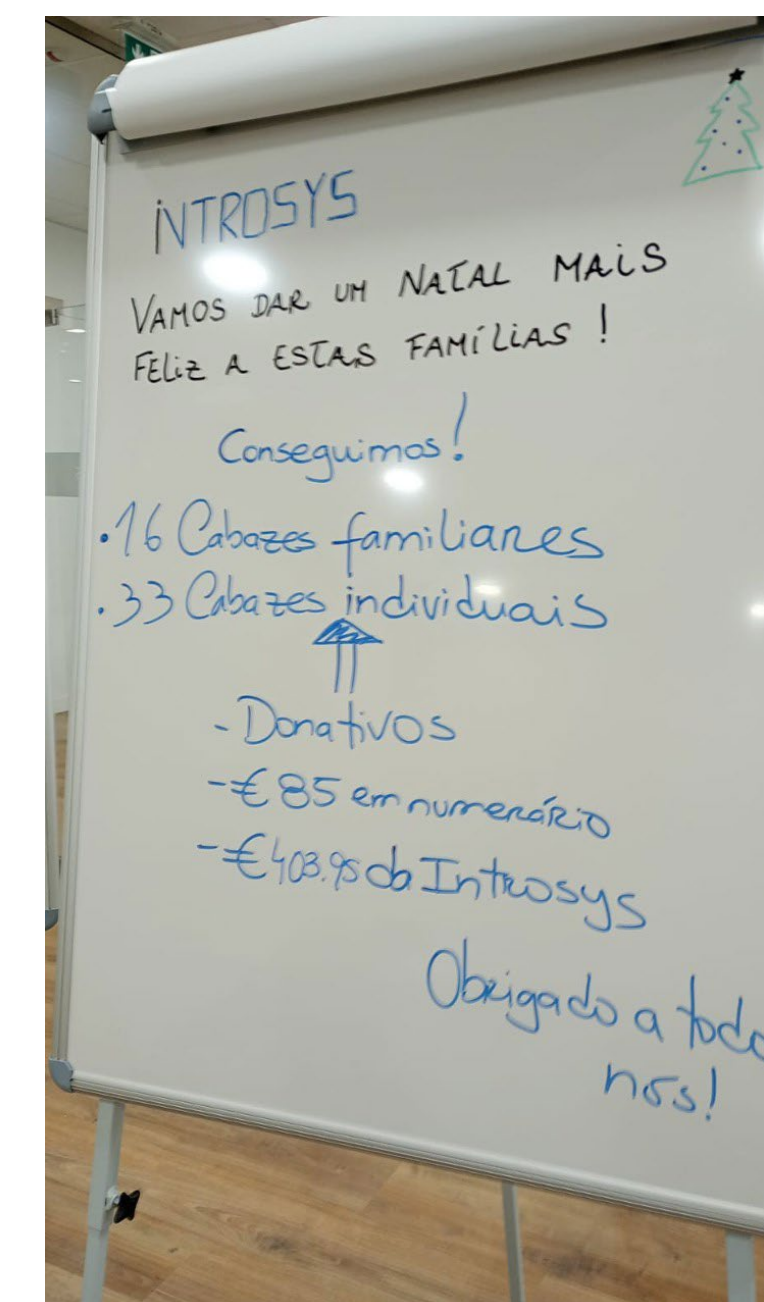 iNTROSYS
VAMOS DAR UM NATAL MAiS
FELiz A ESTAS FAMÍLiAS !
Conseguimos!
.16 Cabazes familiares
.33 Cabazes individuais
- Donativos
- € 85 em numerário
- € 403.95 da Introsys
Obrigado a todo
nós!